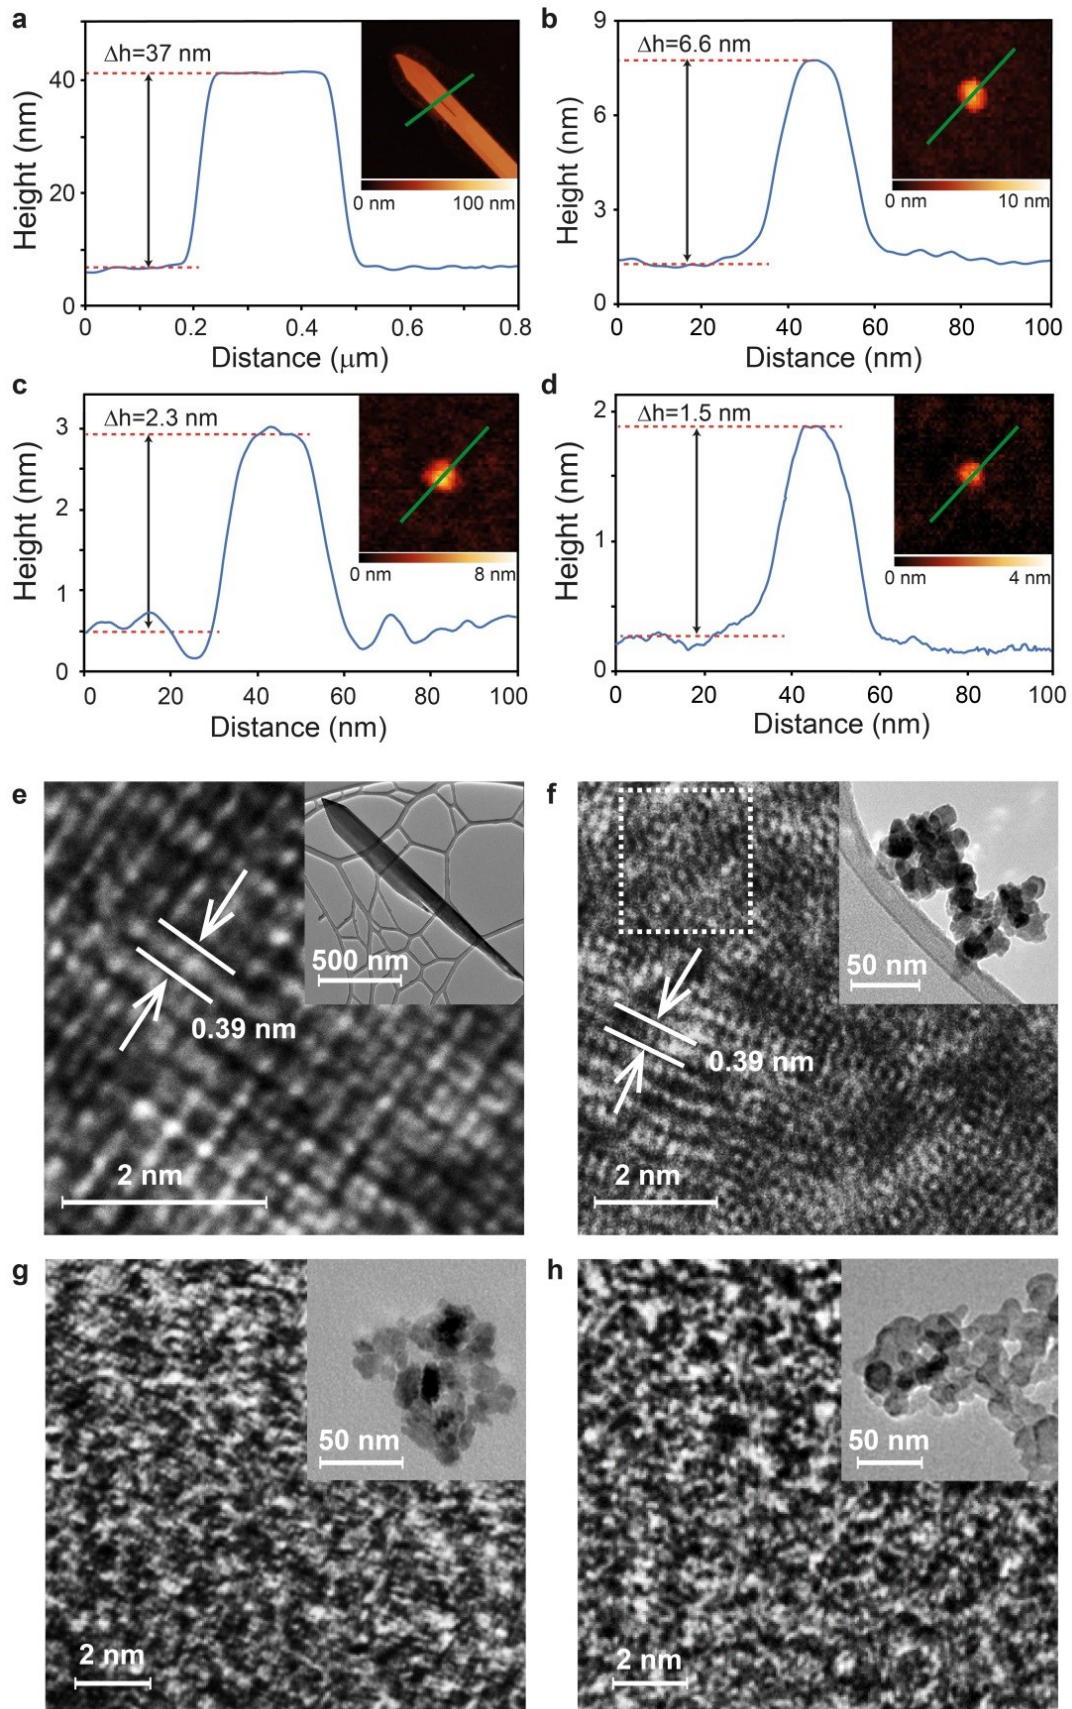 a
Δh=37 nm
40
20
0
Height (nm)
0 nm 100 nm
0 0.2 0.4 0.6 0.8
Distance (μm)
b
9
Δh=6.6 nm
6
3
0
Height (nm)
0 nm 10 nm
0 20 40 60 80 100
Distance (nm)
c
Δh=2.3 nm
3
2
1
0
Height (nm)
0 nm 8 nm
0 20 40 60 80 100
Distance (nm)
d
2
Δh=1.5 nm
1
0
Height (nm)
0 nm 4 nm
0 20 40 60 80 100
Distance (nm)
e
500 nm
0.39 nm
2 nm
f
50 nm
0.39 nm
2 nm
g
50 nm
2 nm
h
50 nm
2 nm